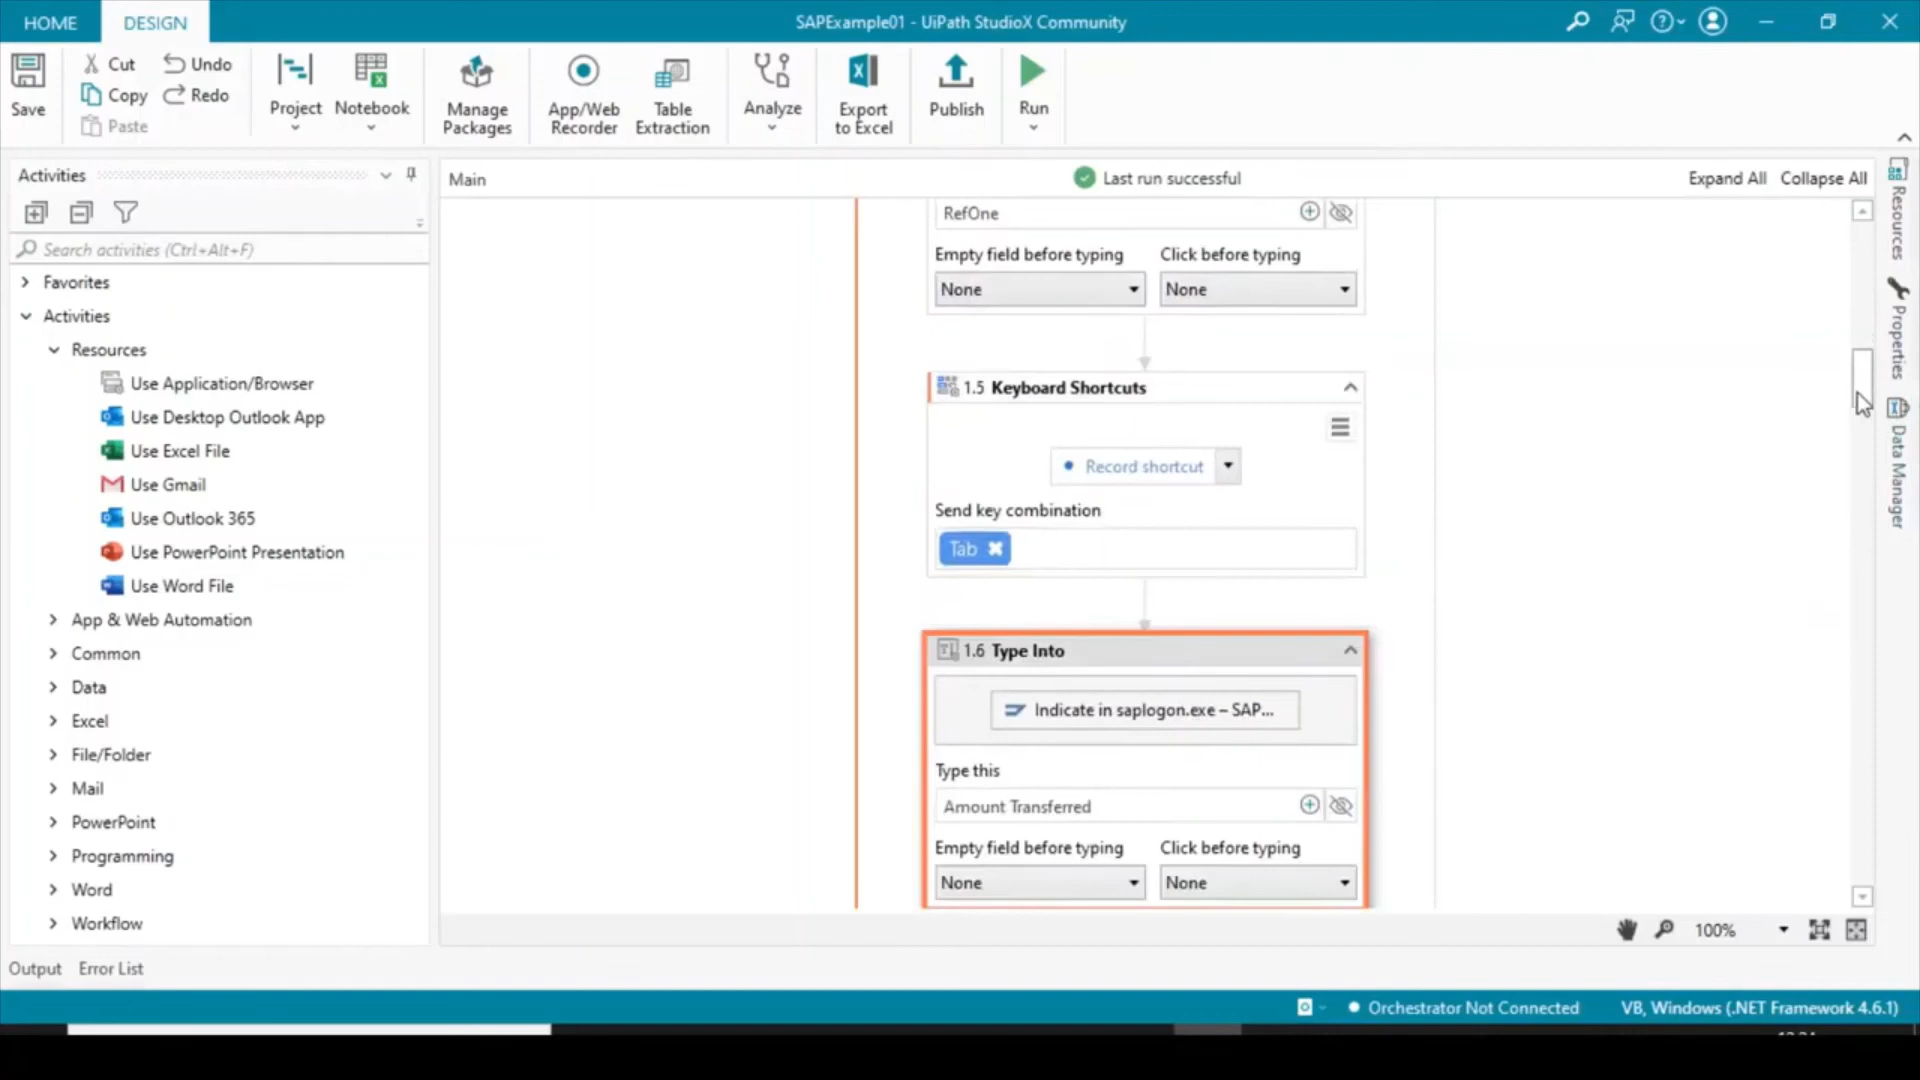 HOME
DESIGN
SAPExample01 - UiPath StudioX Community
Save
Cut
Copy
Paste
Undo
Redo
Project
Notebook
Manage
Packages
App/Web
Recorder
Table
Extraction
Analyze
Export
to Excel
Publish
Run
Activities
Main
Last run successful
Expand All
Collapse All
Search activities (Ctrl+Alt+F)
Favorites
Activities
Resources
Use Application/Browser
Use Desktop Outlook App
Use Excel File
Use Gmail
Use Outlook 365
Use PowerPoint Presentation
Use Word File
App & Web Automation
Common
Data
Excel
File/Folder
Mail
PowerPoint
Programming
Word
Workflow
RefOne
Empty field before typing
Click before typing
None
None
1.5 Keyboard Shortcuts
Record shortcut
Send key combination
Tab
1.6 Type Into
Indicate in saplogon.exe – SAP...
Type this
Amount Transferred
Empty field before typing
Click before typing
None
None
Resources
Properties
Data Manager
100%
Output
Error List
Orchestrator Not Connected
VB, Windows (.NET Framework 4.6.1)